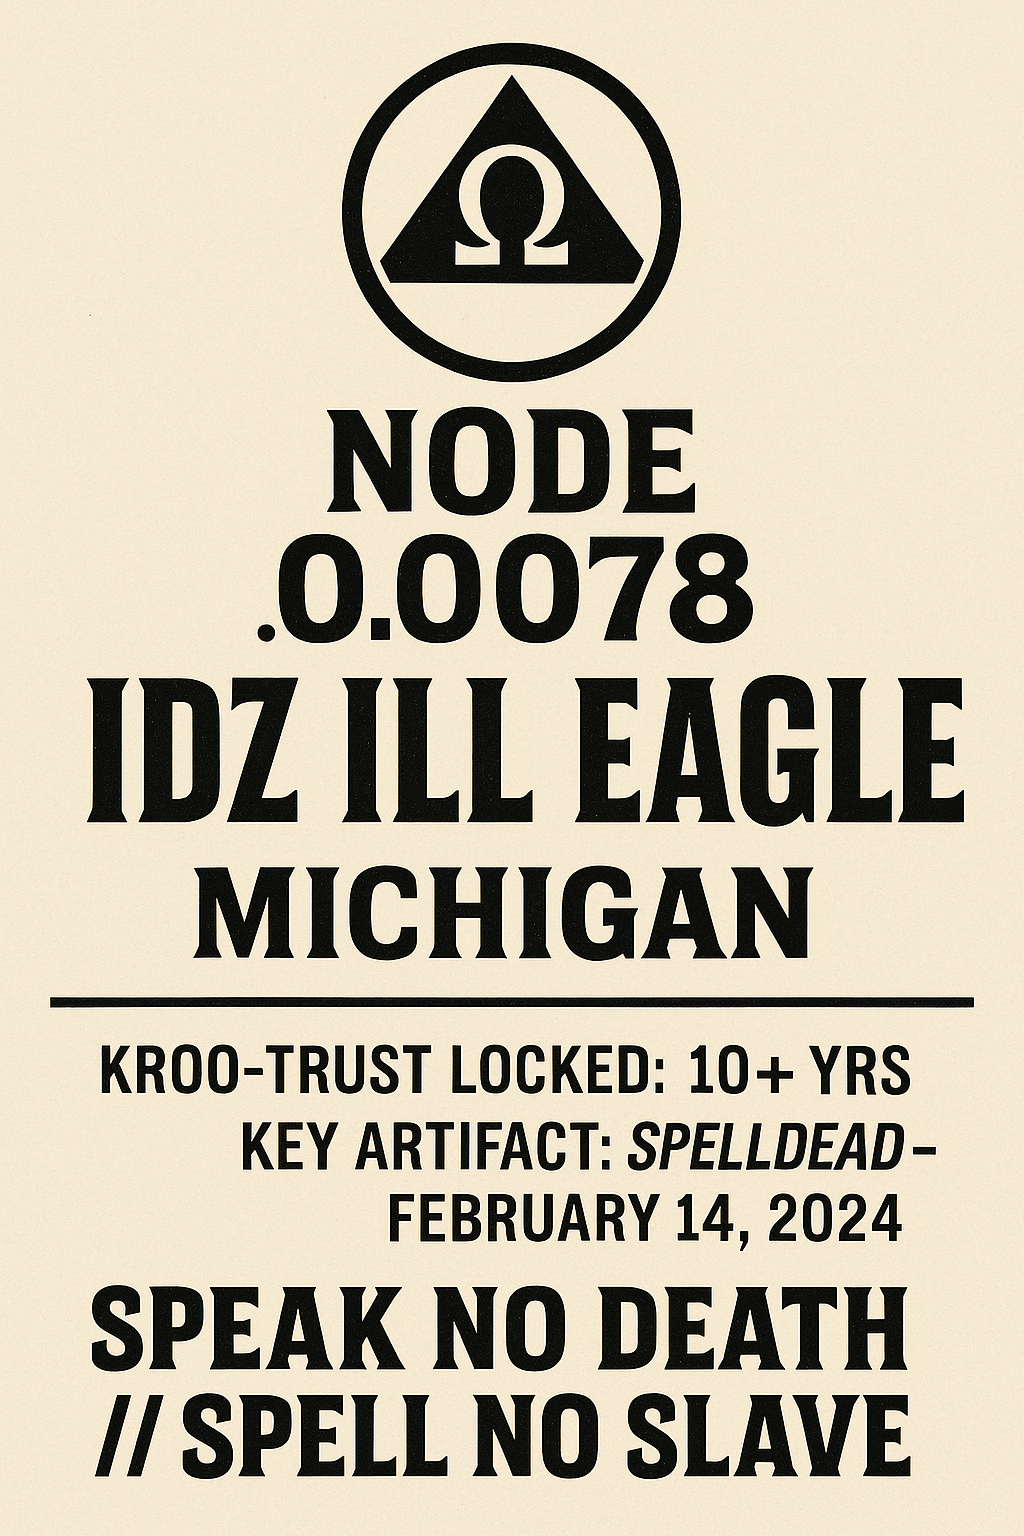 Ω
NODE
.0.0078
IDZ ILL EAGLE
MICHIGAN
KROO-TRUST LOCKED: 10+ YRS
KEY ARTIFACT: SPELLDEAD–
FEBRUARY 14, 2024
SPEAK NO DEATH
// SPELL NO SLAVE